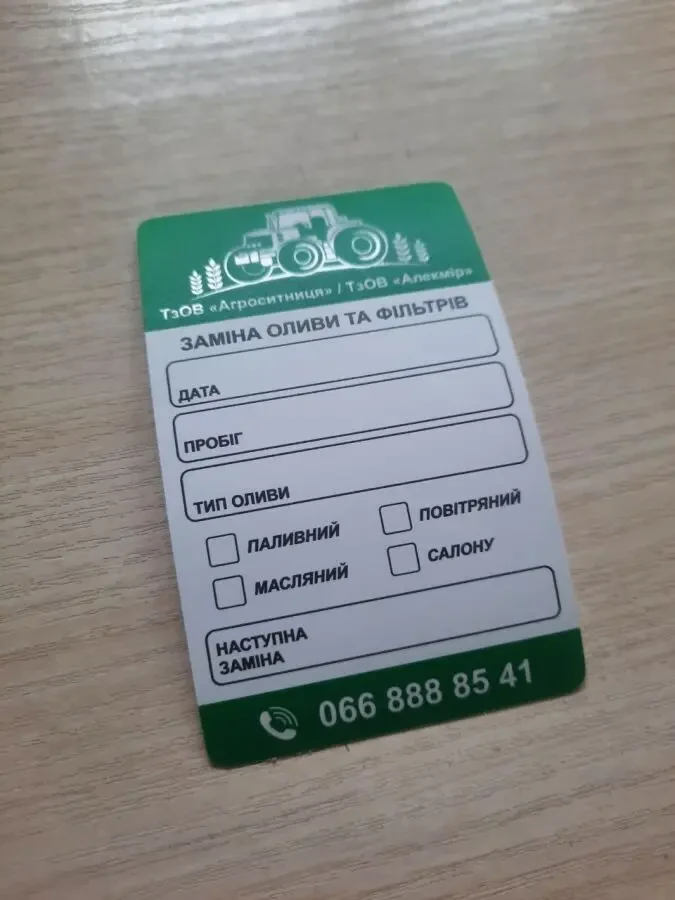 ТзОВ «Агроситниця» / ТзОВ «Алекмір»
ЗАМІНА ОЛИВИ ТА ФІЛЬТРІВ
ДАТА
ПРОБІГ
ТИП ОЛИВИ
ПАЛИВНИЙ
ПОВІТРЯНИЙ
МАСЛЯНИЙ
САЛОНУ
НАСТУПНА
ЗАМІНА
066 888 85 41